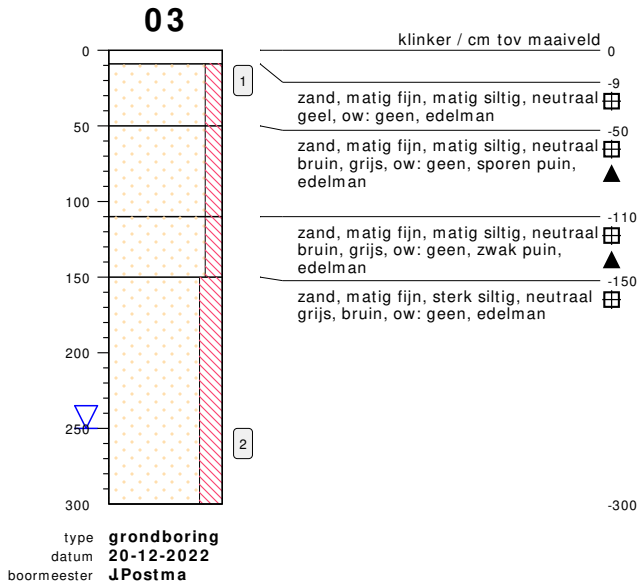 03
klinker / cm tov maaiveld
0
0
-9
1
zand, matig fijn, matig siltig, neutraal
geel, ow: geen, edelman
50
-50
zand, matig fijn, matig siltig, neutraal
bruin, grijs, ow: geen, sporen puin,
edelman
100
-110
zand, matig fijn, matig siltig, neutraal
bruin, grijs, ow: geen, zwak puin,
edelman
150
-150
zand, matig fijn, sterk siltig, neutraal
grijs, bruin, ow: geen, edelman
200
250
2
300
-300
type grondboring
datum 20-12-2022
boormeester J.Postma